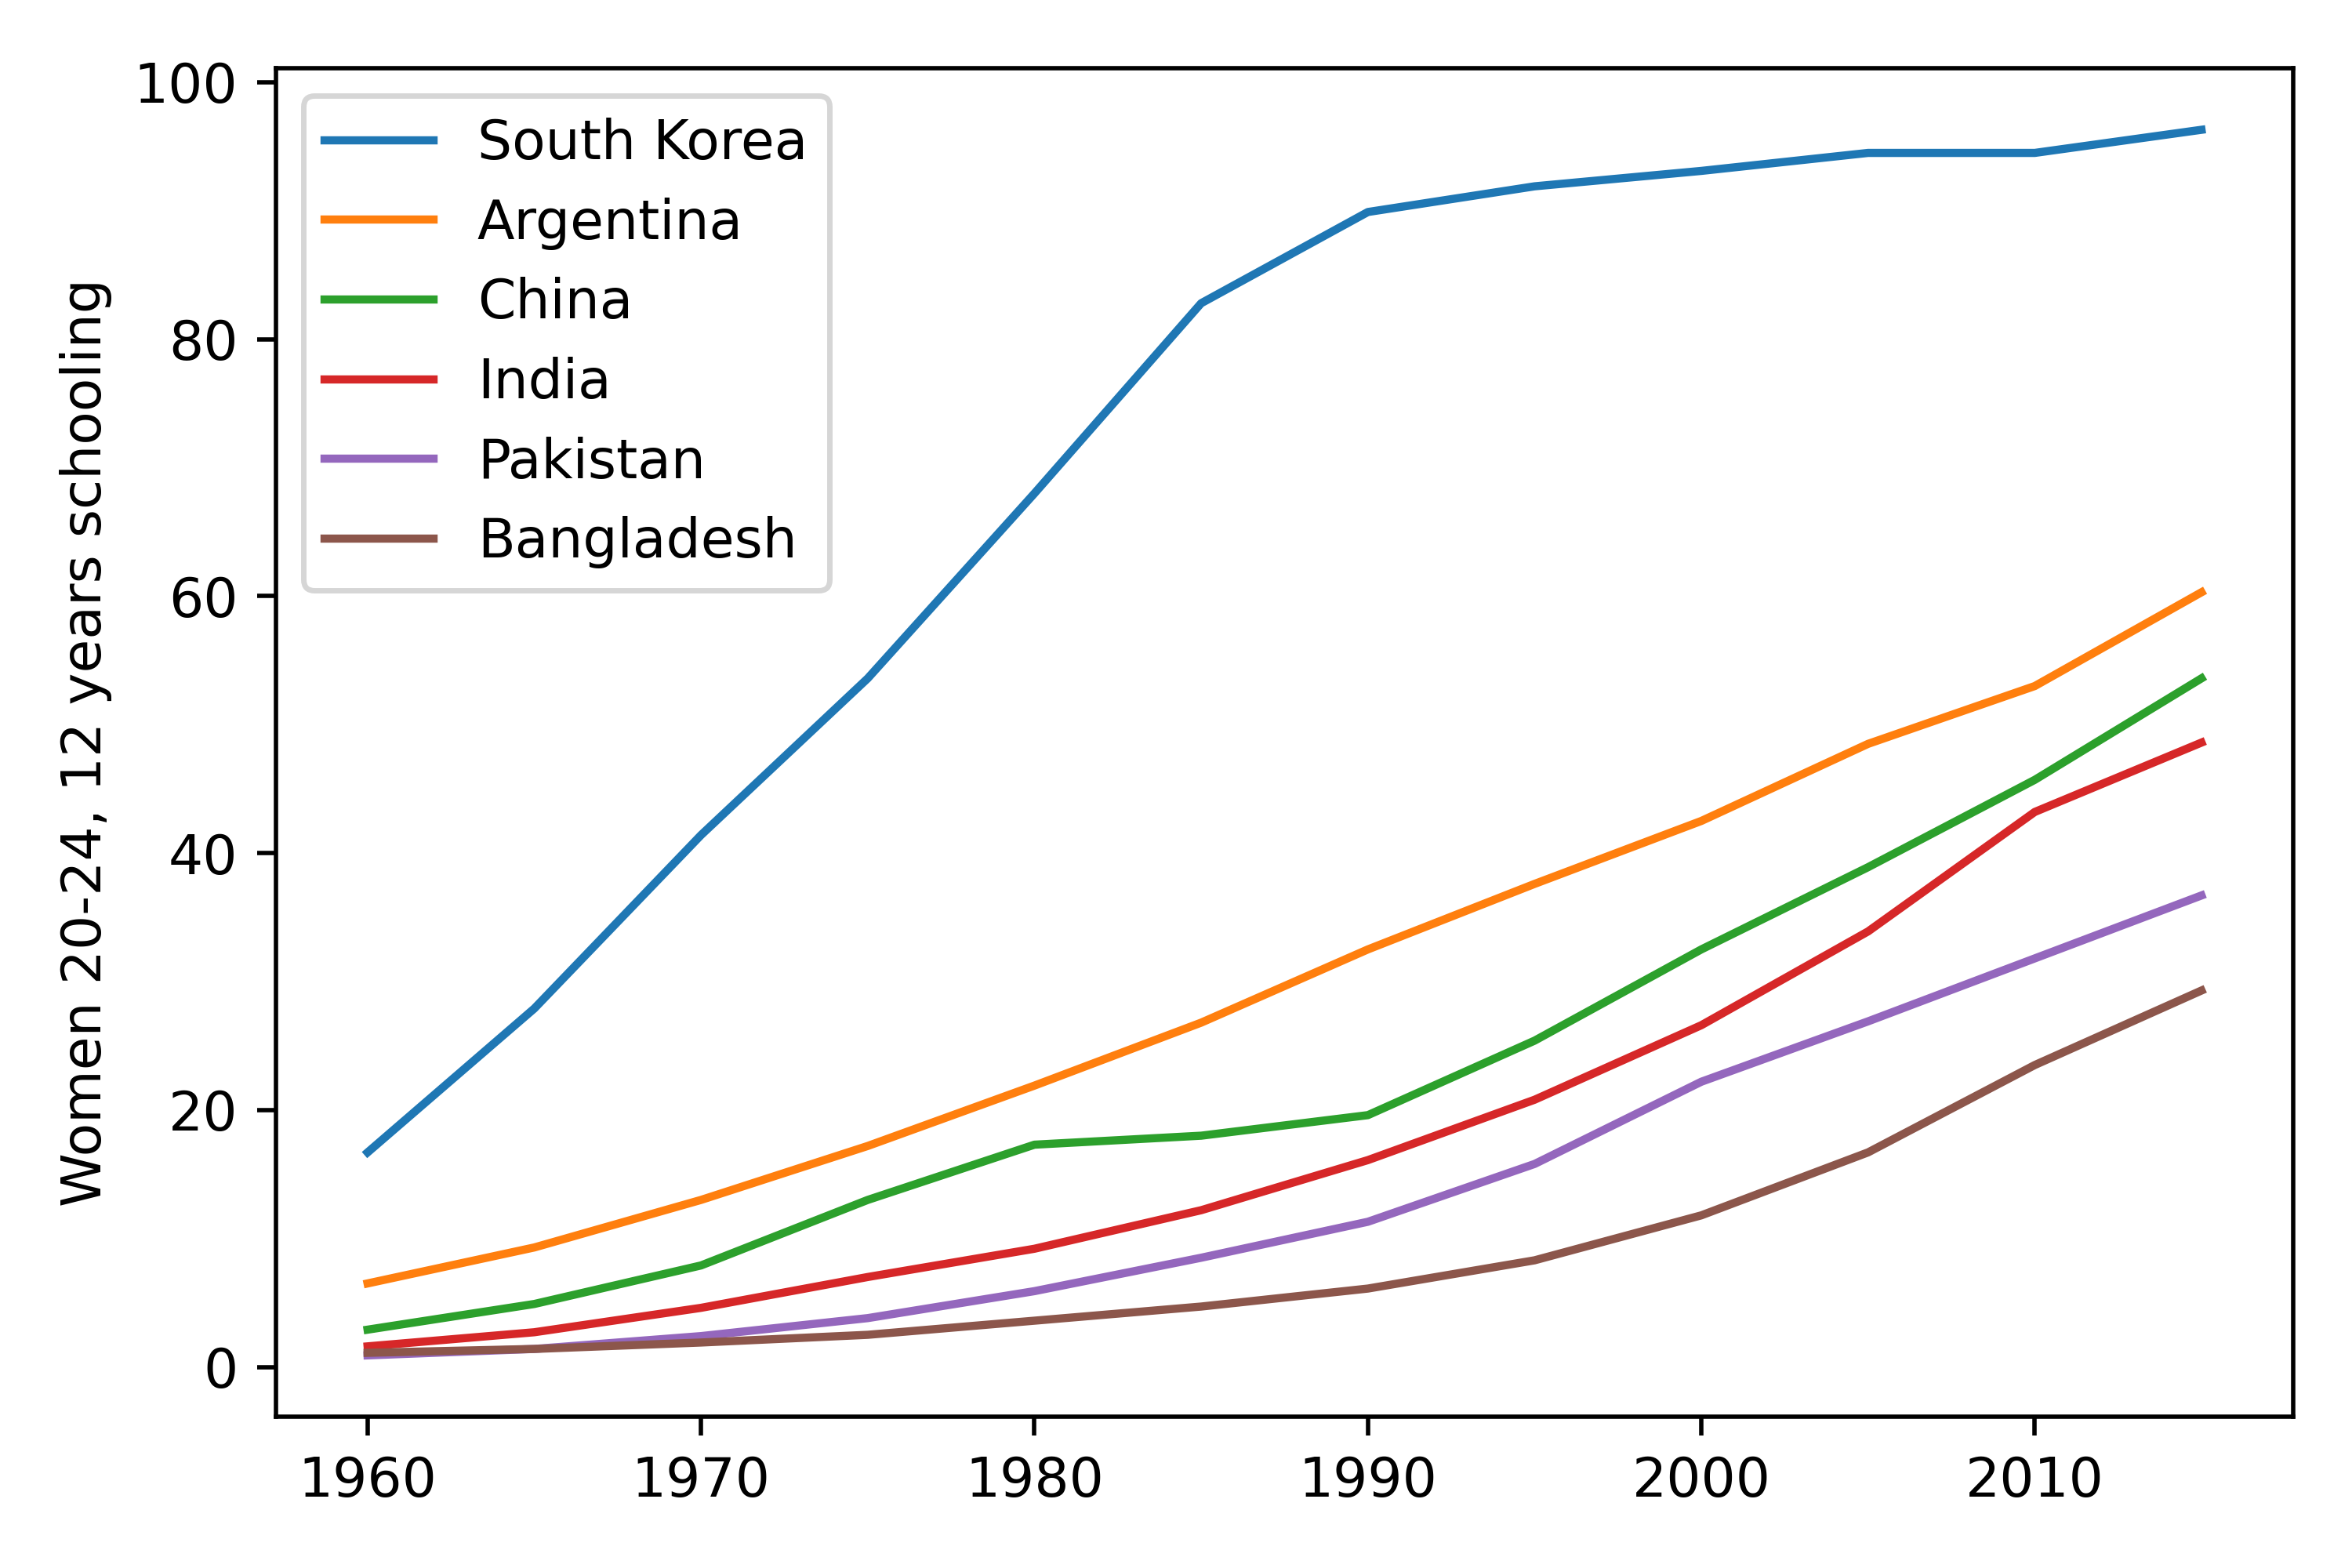 Women 20-24, 12 years schooling
100
80
60
40
20
0
South Korea
Argentina
China
India
Pakistan
Bangladesh
1960 1970 1980 1990 2000 2010